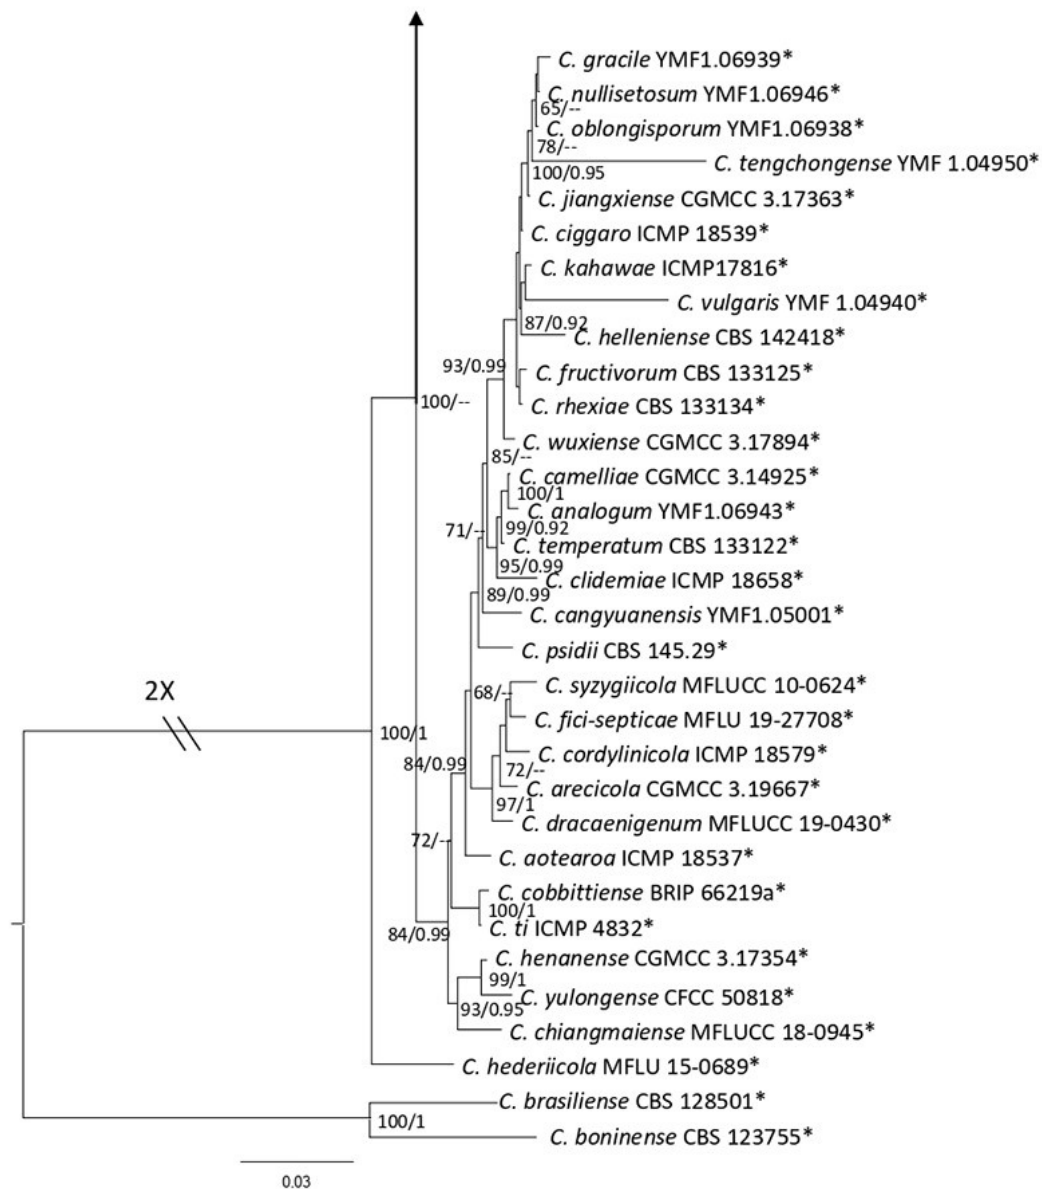 C. gracile YMF1.06939*
C. nullisetosum YMF1.06946*
65/--
C. oblongisporum YMF1.06938*
78/--
C. tengchongense YMF 1.04950*
100/0.95
C. jiangxiense CGMCC 3.17363*
C. ciggaro ICMP 18539*
C. kahawae ICMP17816*
C. vulgaris YMF 1.04940*
87/0.92
C. helleniense CBS 142418*
93/0.99
C. fructivorum CBS 133125*
100/--
C. rhexiae CBS 133134*
C. wuxiense CGMCC 3.17894*
85/--
C. camelliae CGMCC 3.14925*
100/1
C. analogum YMF1.06943*
71/--
99/0.92
C. temperatum CBS 133122*
95/0.99
C. clidemiae ICMP 18658*
89/0.99
C. cangyuanensis YMF1.05001*
C. psidii CBS 145.29*
2X
68/--
C. syzygiicola MFLUCC 10-0624*
C. fici-septicae MFLU 19-27708*
100/1
C. cordylinicola ICMP 18579*
84/0.99
72/--
C. arecicola CGMCC 3.19667*
97/1
C. dracaenigenum MFLUCC 19-0430*
72/--
C. aotearoa ICMP 18537*
C. cobbittiense BRIP 66219a*
100/1
C. ti ICMP 4832*
84/0.99
C. henanense CGMCC 3.17354*
99/1
C. yulongense CFCC 50818*
93/0.95
C. chiangmaiense MFLUCC 18-0945*
C. hederiicola MFLU 15-0689*
C. brasiliense CBS 128501*
100/1
C. boninense CBS 123755*
0.03